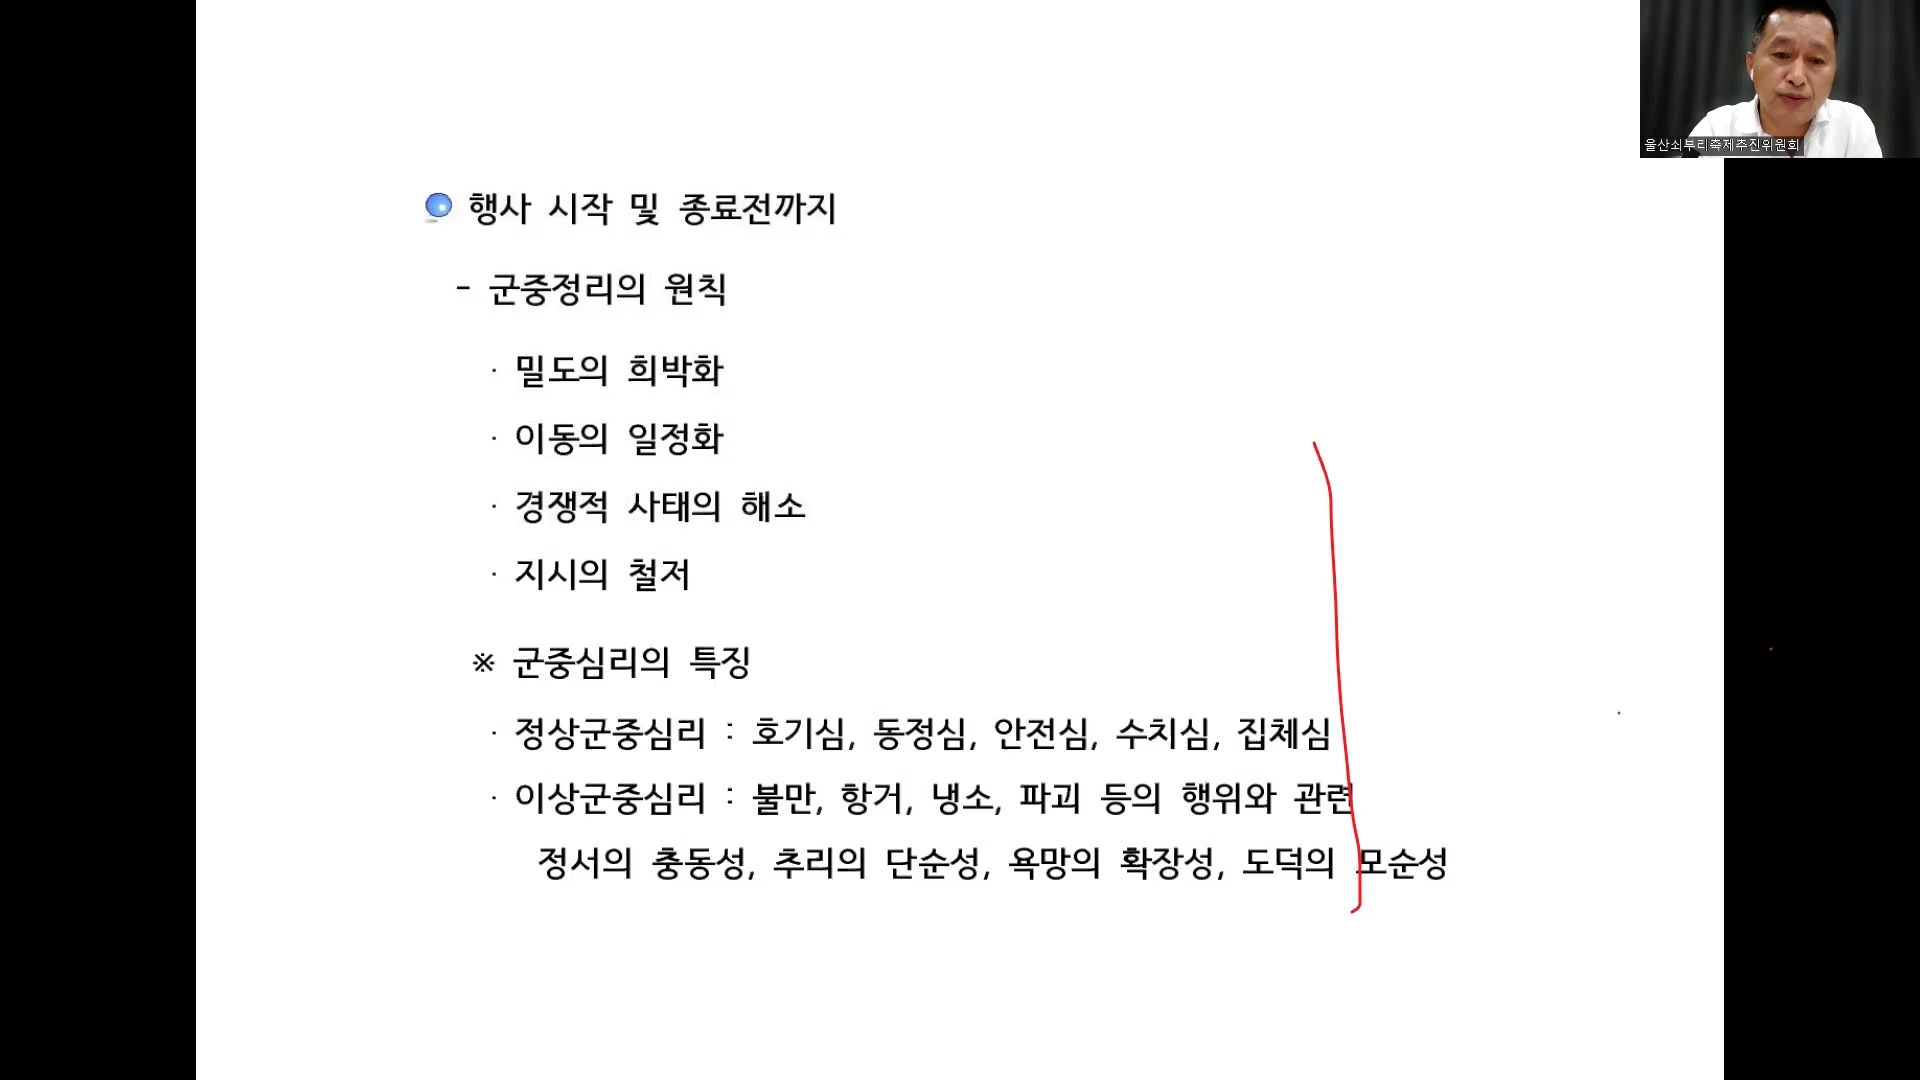 울산쇠부리축제추진위원회
행사 시작 및 종료전까지
- 군중정리의 원칙
· 밀도의 희박화
· 이동의 일정화
· 경쟁적 사태의 해소
· 지시의 철저
※ 군중심리의 특징
· 정상군중심리 : 호기심, 동정심, 안전심, 수치심, 집체심
· 이상군중심리 : 불만, 항거, 냉소, 파괴 등의 행위와 관련
정서의 충동성, 추리의 단순성, 욕망의 확장성, 도덕의 모순성